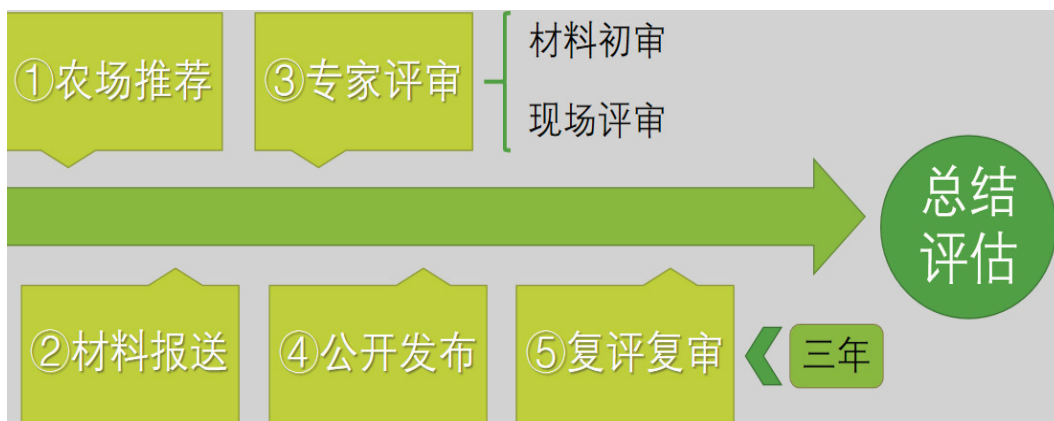 ①农场推荐
③专家评审
材料初审
现场评审
总结
评估
②材料报送
④公开发布
⑤复评复审
三年